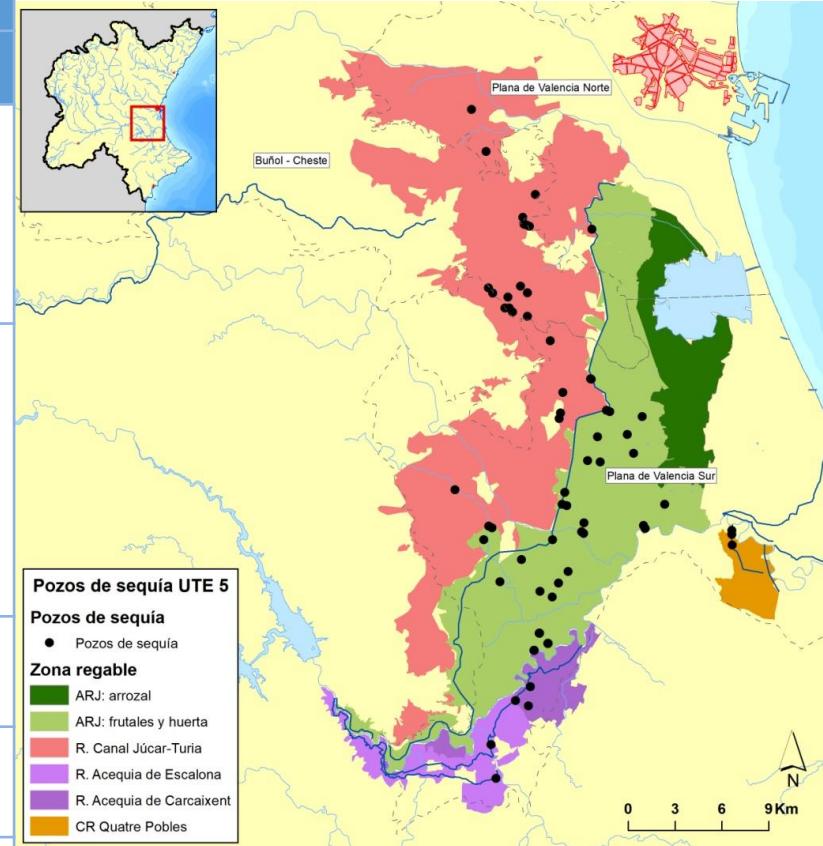 Plana de Valencia Norte
Buñol - Cheste
Plana de Valencia Sur
Pozos de sequía UTE 5
Pozos de sequía
Pozos de sequía
Zona regable
ARJ: arrozal
ARJ: frutales y huerta
R. Canal Júcar-Turia
R. Acequia de Escalona
R. Acequia de Carcaixent
CR Quatre Pobles
N
0 3 6 9 Km